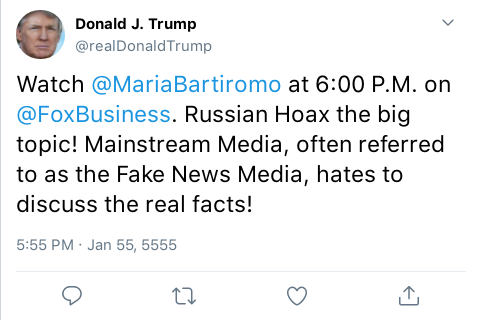 Donald J. Trump
@realDonaldTrump
Watch @MariaBartiromo at 6:00 P.M. on
@FoxBusiness. Russian Hoax the big
topic! Mainstream Media, often referred
to as the Fake News Media, hates to
discuss the real facts!
5:55 PM · Jan 55, 5555